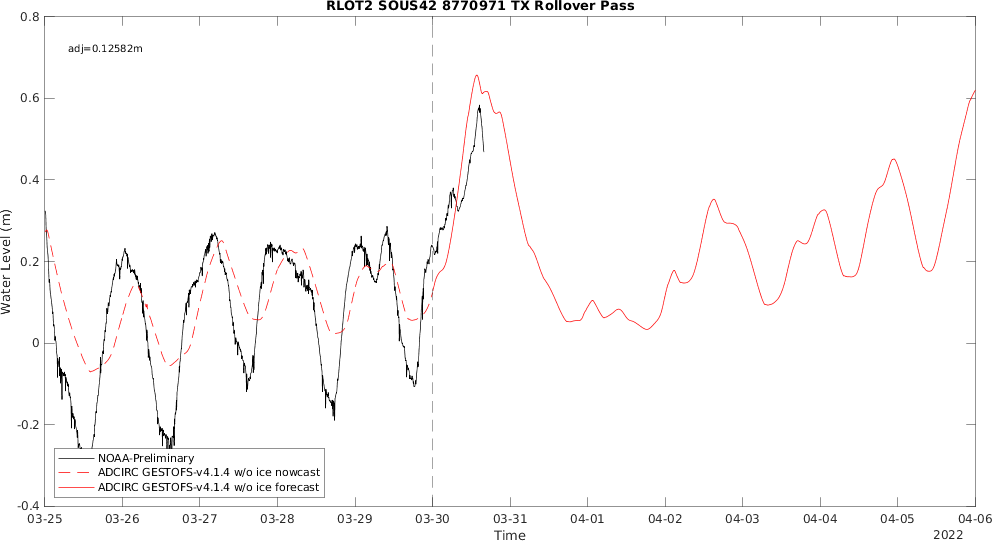 RLOT2 SOUS42 8770971 TX Rollover Pass
adj=0.12582m
0.8
0.6
0.4
0.2
0
-0.2
-0.4
Water Level (m)
NOAA-Preliminary
ADCIRC GESTOFS-v4.1.4 w/o ice nowcast
ADCIRC GESTOFS-v4.1.4 w/o ice forecast
03-25 03-26 03-27 03-28 03-29 03-30 03-31 04-01 04-02 04-03 04-04 04-05 04-06
Time
2022